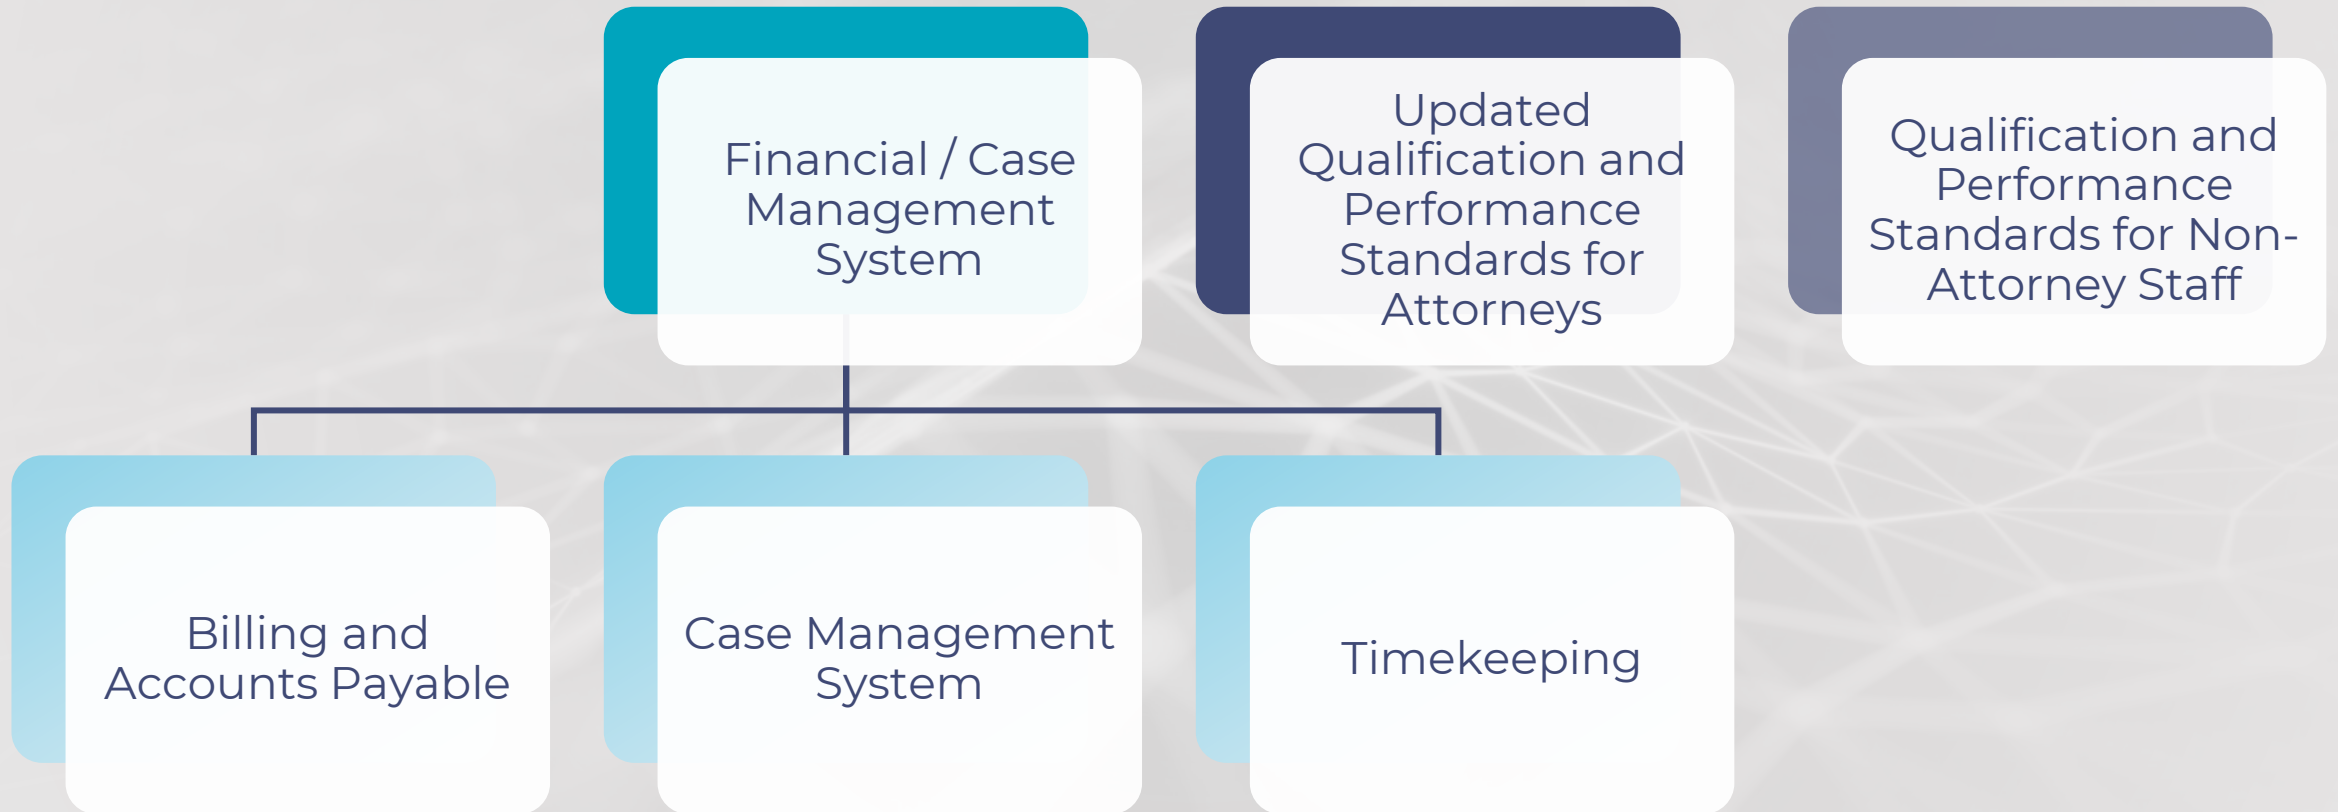 Financial / Case
Management
System
Updated
Qualification and
Performance
Standards for
Attorneys
Qualification and
Performance
Standards for Non-
Attorney Staff
Billing and
Accounts Payable
Case Management
System
Timekeeping